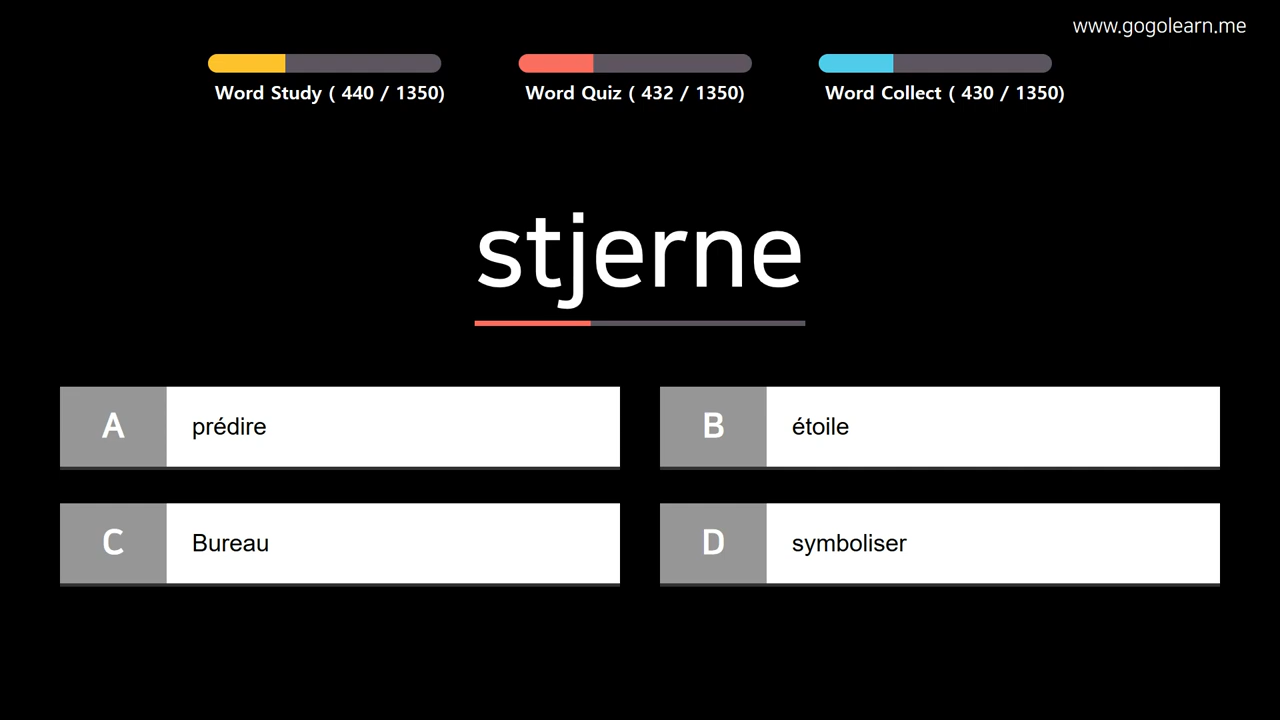 www.gogolearn.me
Word Study ( 440 / 1350)
Word Quiz ( 432 / 1350)
Word Collect ( 430 / 1350)
stjerne
A prédire
B étoile
C Bureau
D symboliser